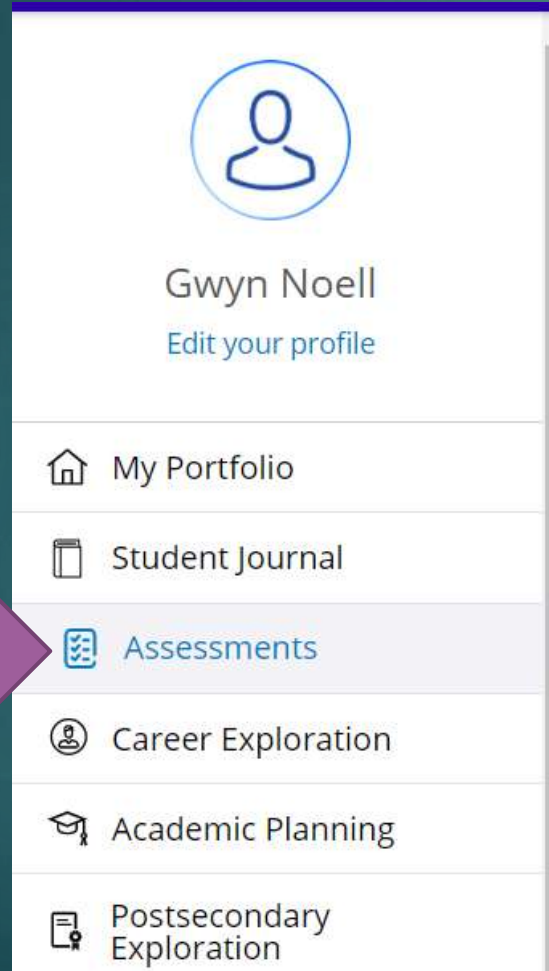 Gwyn Noell
Edit your profile
My Portfolio
Student Journal
Assessments
Career Exploration
Academic Planning
Postsecondary
Exploration